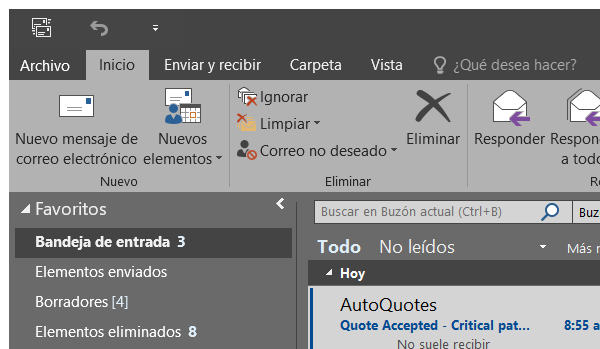 Archivo Inicio Enviar y recibir Carpeta Vista ¿Qué desea hacer?
Nuevo mensaje de correo electrónico
Nuevos elementos
Ignorar
Limpiar
Correo no deseado
Eliminar
Responder
a todo
Nuevo
Eliminar
Favoritos
Bandeja de entrada 3
Elementos enviados
Borradores [4]
Elementos eliminados 8
Buscar en Buzón actual (Ctrl+B)
Todo No leídos
Hoy
AutoQuotes
Quote Accepted - Critical pat... 8:55 a
No suele recibir